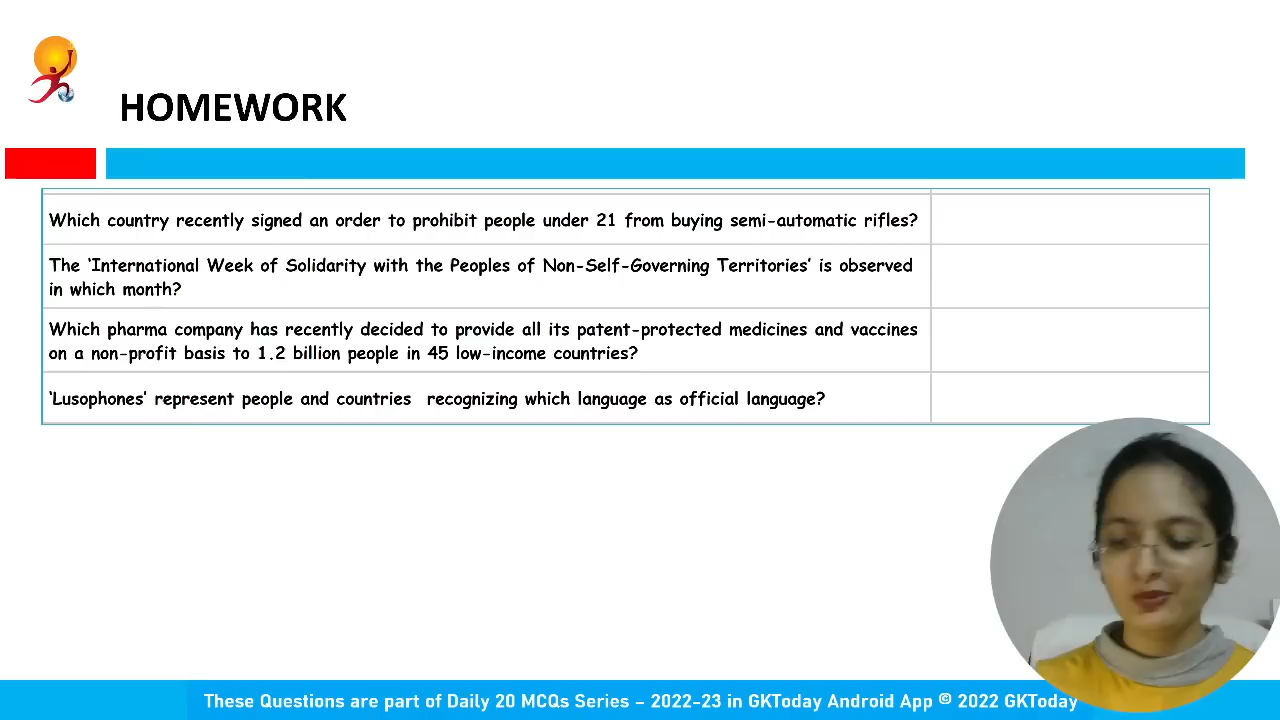 HOMEWORK
Which country recently signed an order to prohibit people under 21 from buying semi-automatic rifles?
The ‘International Week of Solidarity with the Peoples of Non-Self-Governing Territories’ is observed
in which month?
Which pharma company has recently decided to provide all its patent-protected medicines and vaccines
on a non-profit basis to 1.2 billion people in 45 low-income countries?
‘Lusophones’ represent people and countries recognizing which language as official language?
These Questions are part of Daily 20 MCQs Series – 2022-23 in GKToday Android App © 2022 GKToday